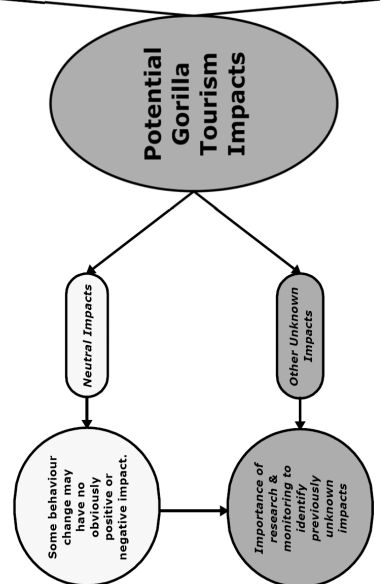 Potential
Gorilla
Tourism
Impacts
Neutral Impacts
Other Unknown
Impacts
Some behaviour
change may
have no
obviously
positive or
negative impact.
Importance of
research &
monitoring to
identify
previously
unknown
impacts